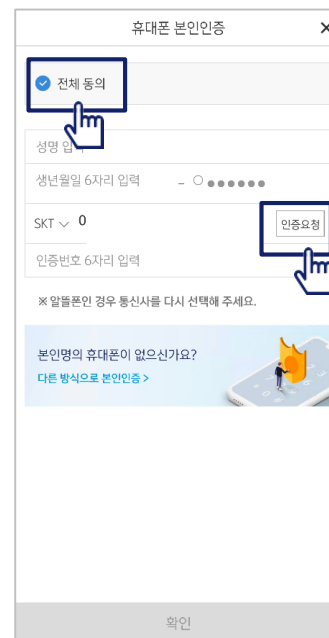 휴대폰 본인인증 ×
전체 동의
성명 입
생년월일 6자리 입력 - ○●●●●●●
SKT 0
인증요청
인증번호 6자리 입력
※ 알뜰폰인 경우 통신사를 다시 선택해 주세요.
본인명의 휴대폰이 없으신가요?
다른 방식으로 본인인증 >
확인